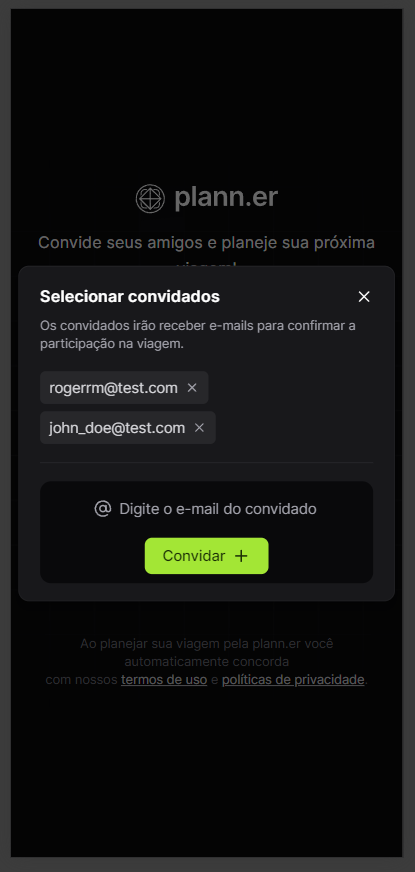 plann.er
Convide seus amigos e planeje sua próxima
viagem!
Selecionar convidados
Os convidados irão receber e-mails para confirmar a
participação na viagem.
rogerrm@test.com
john_doe@test.com
Digite o e-mail do convidado
Convidar
Ao planejar sua viagem pela plann.er você
automaticamente concorda
com nossos termos de uso e políticas de privacidade.